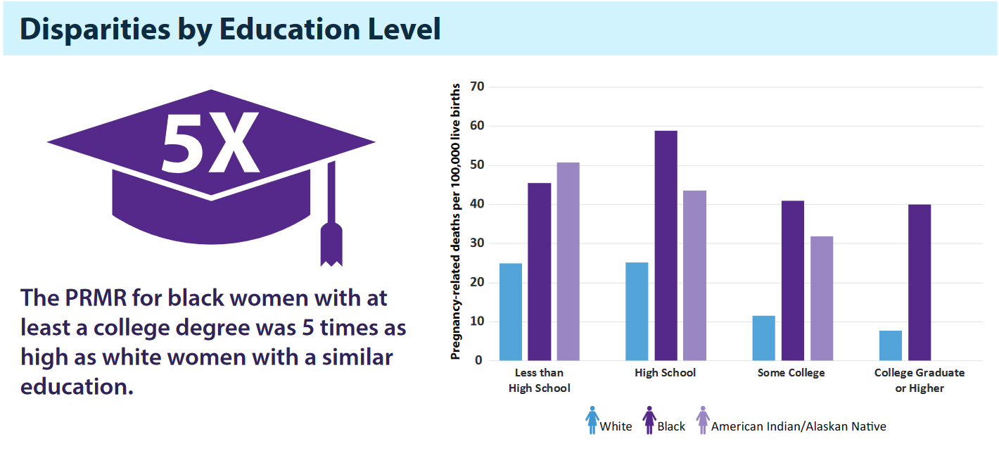 Disparities by Education Level
5X
The PRMR for black women with at
least a college degree was 5 times as
high as white women with a similar
education.
Pregnancy-related deaths per 100,000 live births
70
60
50
40
30
20
10
0
Less than
High School
High School
Some College
College Graduate
or Higher
White
Black
American Indian/Alaskan Native